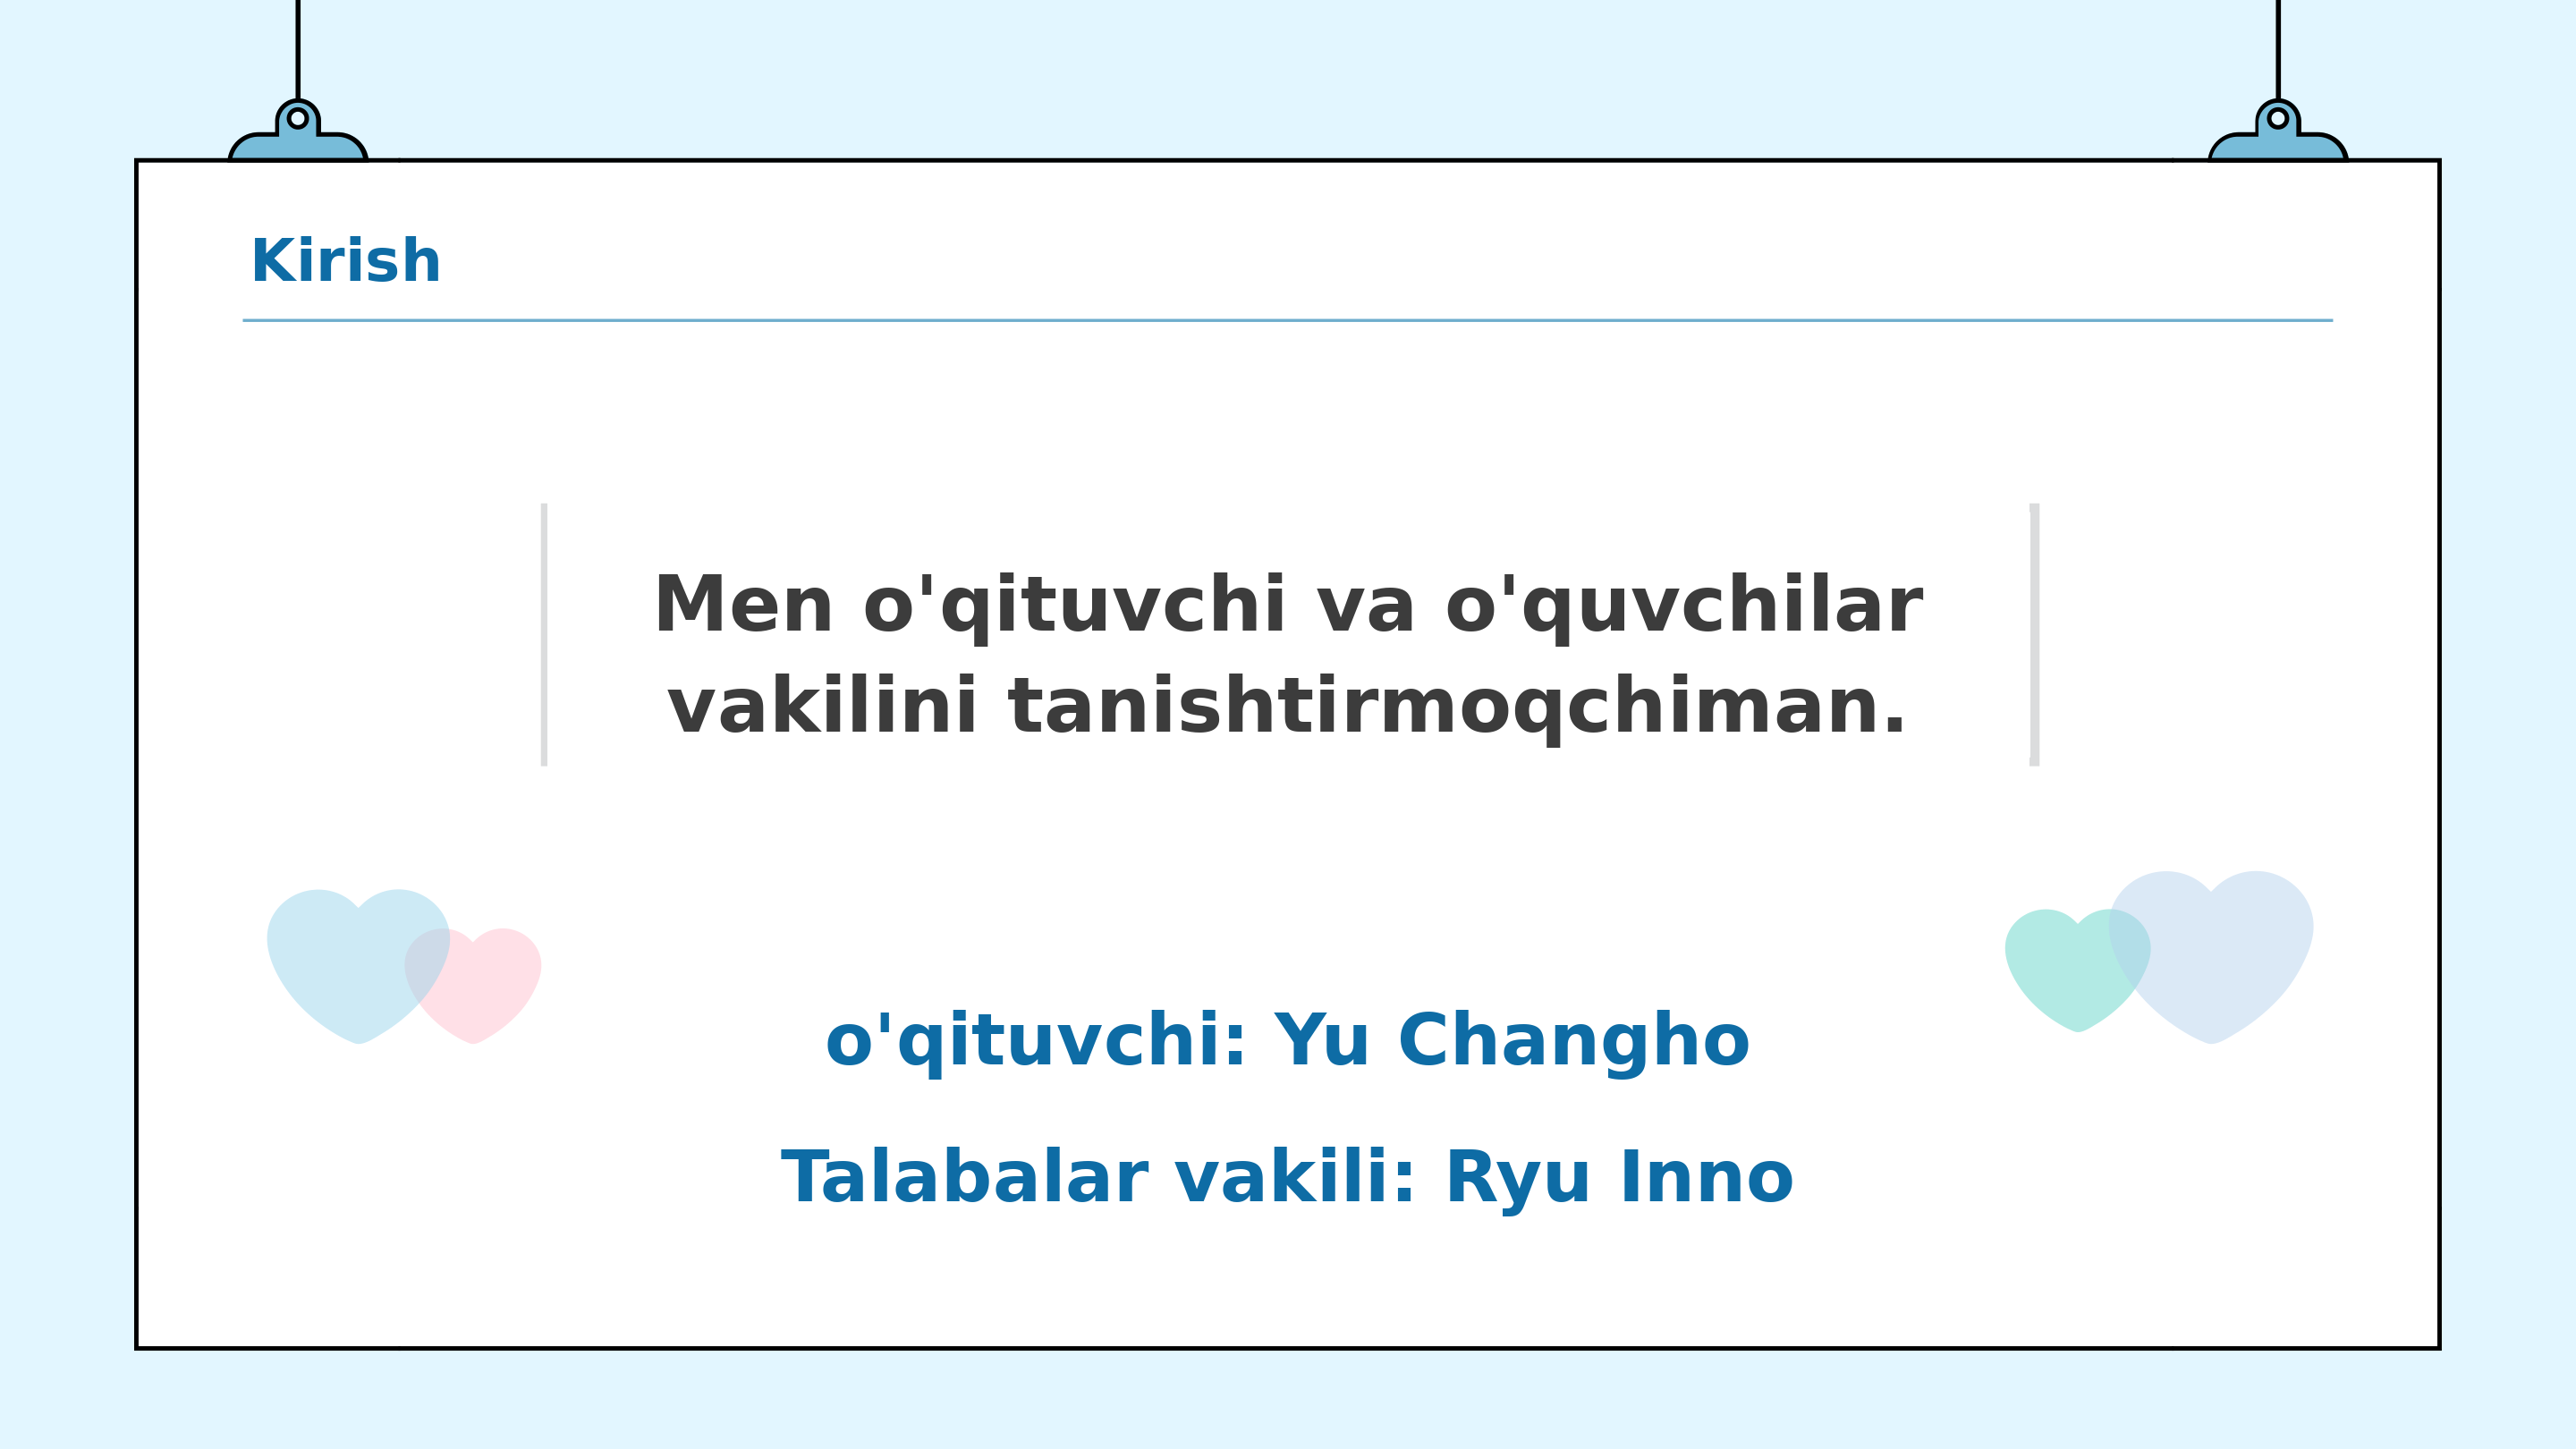 Kirish
Men o'qituvchi va o'quvchilar
vakilini tanishtirmoqchiman.
o'qituvchi: Yu Changho
Talabalar vakili: Ryu Inno